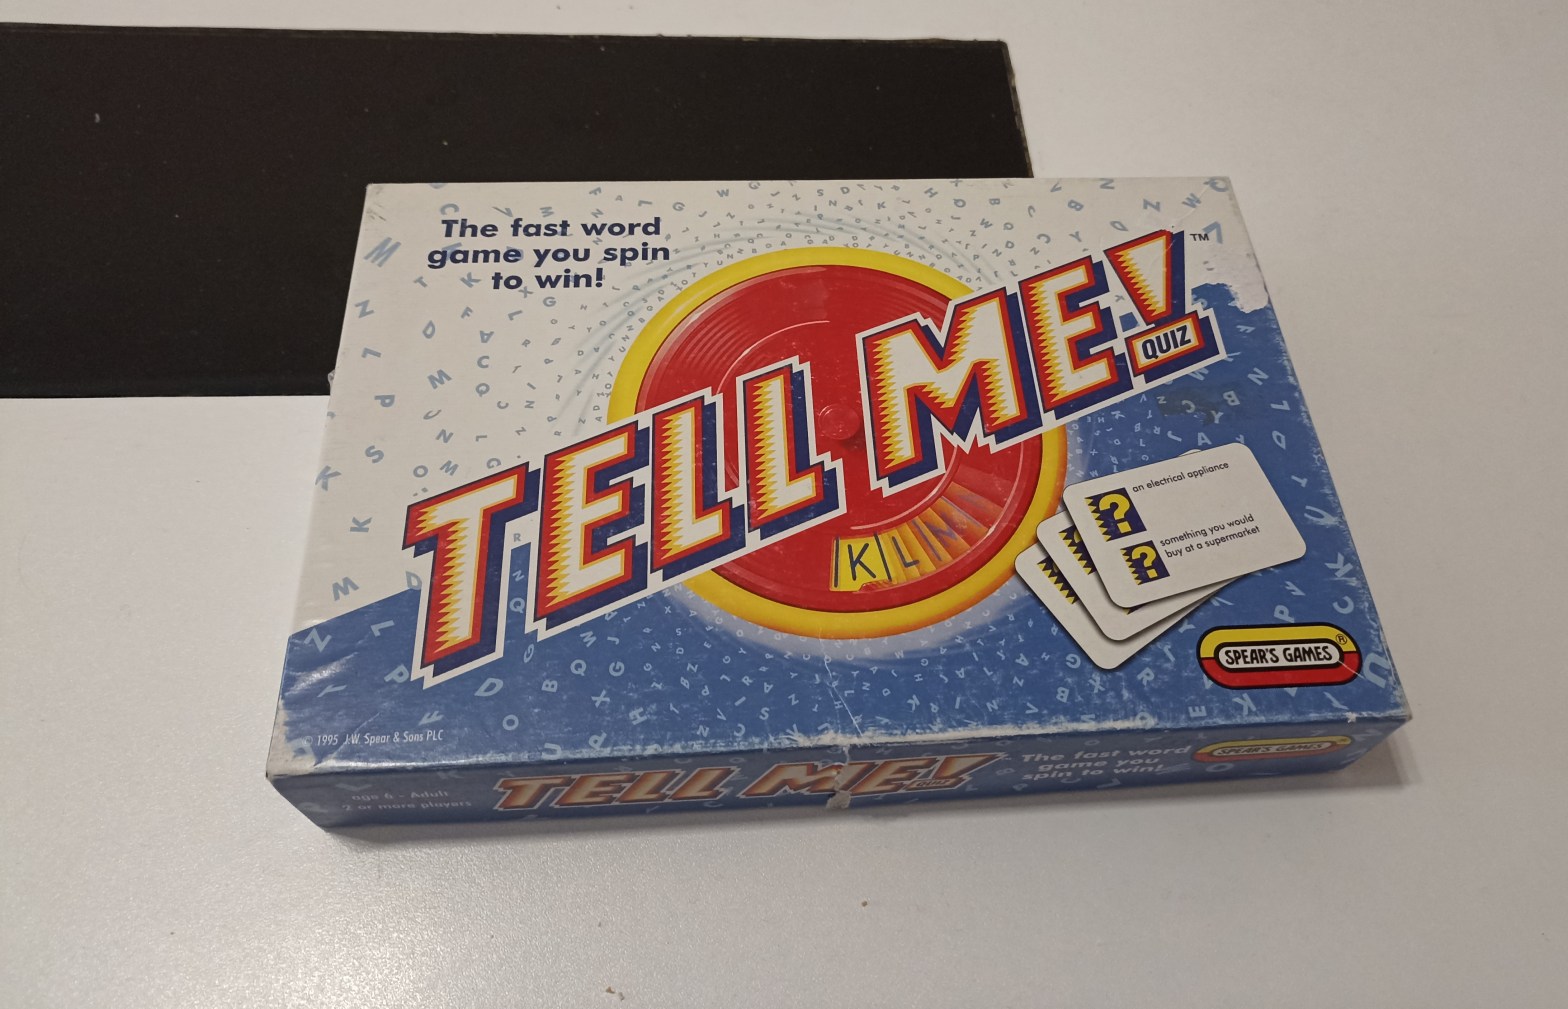 The fast word
game you spin
to win!
TELL ME!™
QUIZ
KLN
? an electrical appliance
? something you would
buy at a supermarket
SPEAR'S GAMES®
1995 J.W. Spear & Sons PLC
age 6 - Adult
2 or more players
TELL ME!
QUIZ
The fast word
game you
spin to win!
SPEAR'S GAMES